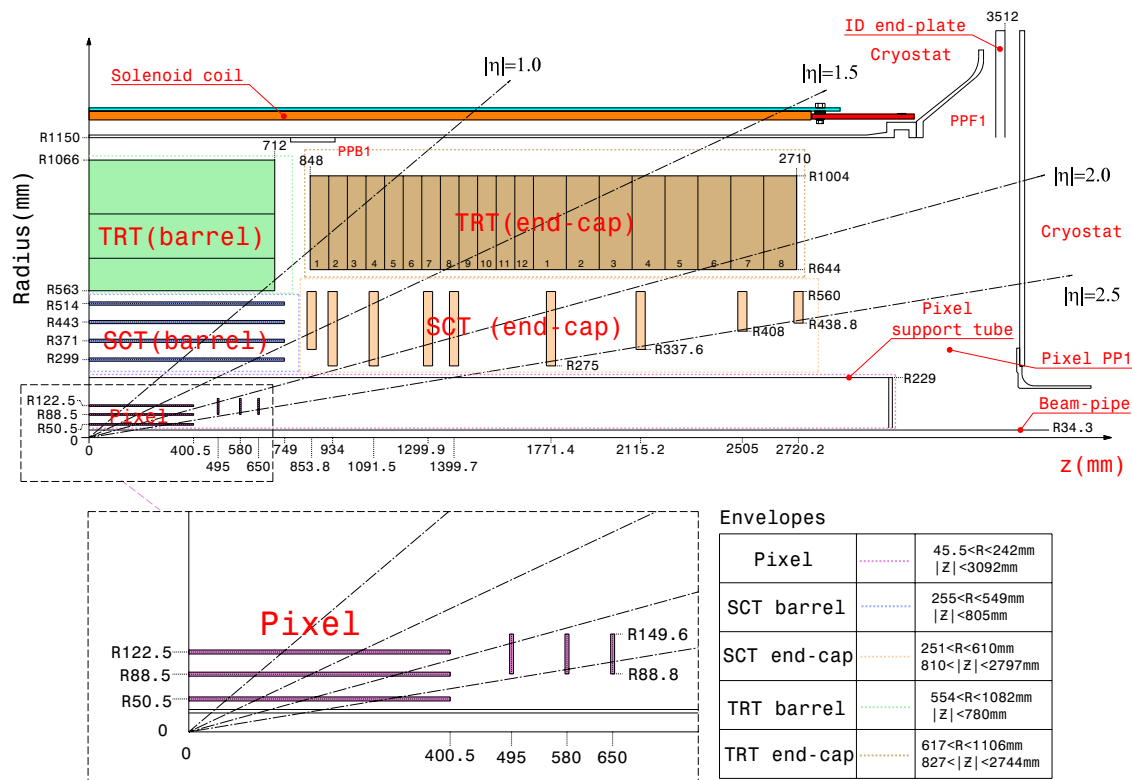 3512
ID end-plate
Cryostat
Solenoid coil
|η|=1.0
|η|=1.5
PPF1
R1150
PPB1
712
848
2710
R1066
R1004
|η|=2.0
TRT(barrel)
TRT(end-cap)
Cryostat
1 2 3 4 5 6 7 8 9 10 11 12 1 2 3 4 5 6 7 8
R644
Radius(mm)
R563
R514
R443
R371
R299
SCT(barrel)
SCT (end-cap)
R560
R438.8
R408
R337.6
R275
|η|=2.5
Pixel
support tube
Pixel PP1
R229
R122.5
R88.5
R50.5
0
Pixel
Beam-pipe
R34.3
0
400.5
495
580
650
749
853.8
934
1091.5
1299.9
1399.7
1771.4
2115.2
2505
2720.2
z(mm)
Pixel
R122.5
R88.5
R50.5
0
R149.6
R88.8
0
400.5
495
580
650
Envelopes
Pixel
45.5<R<242mm
|Z|<3092mm
SCT barrel
255<R<549mm
|Z|<805mm
SCT end-cap
251<R<610mm
810<|Z|<2797mm
TRT barrel
554<R<1082mm
|Z|<780mm
TRT end-cap
617<R<1106mm
827<|Z|<2744mm